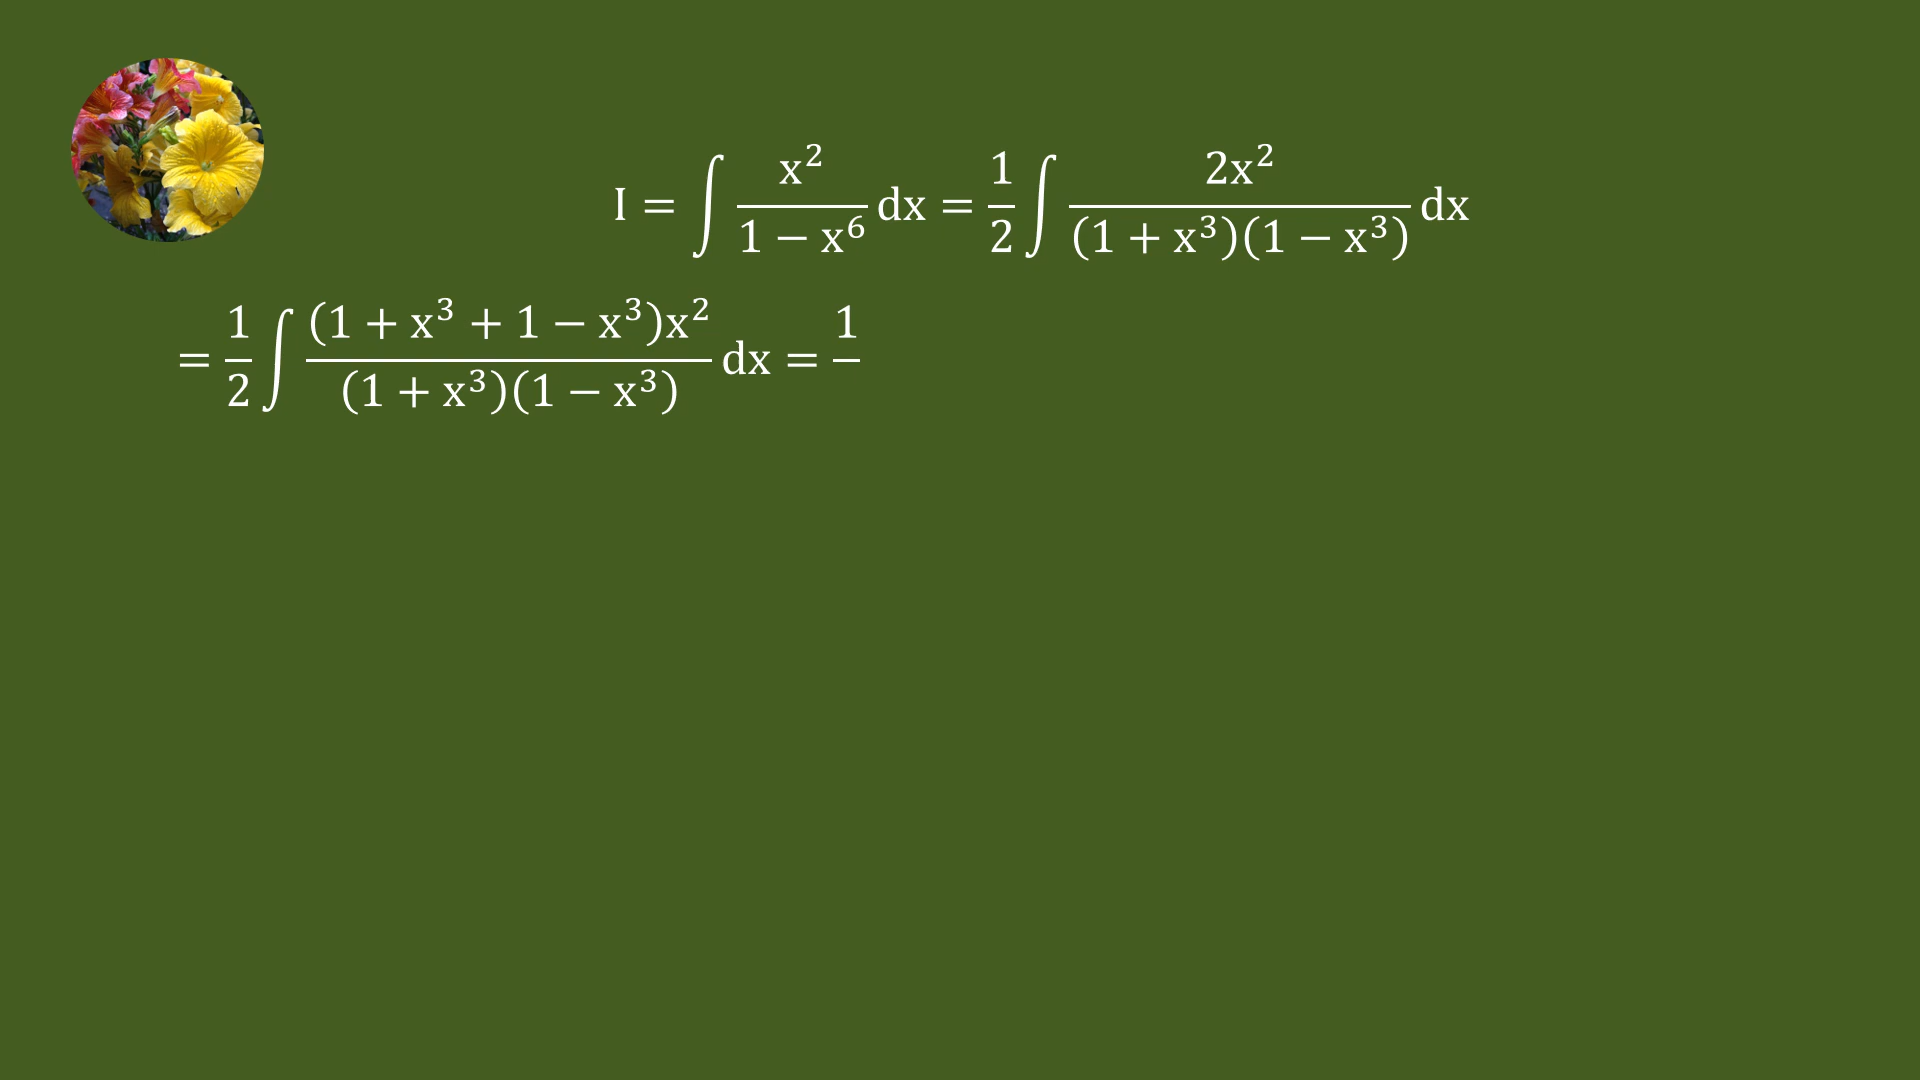 I = ∫ x²/(1 − x⁶) dx = 1/2 ∫ 2x²/((1 + x³)(1 − x³)) dx
= 1/2 ∫ (1 + x³ + 1 − x³)x²/((1 + x³)(1 − x³)) dx = 1/